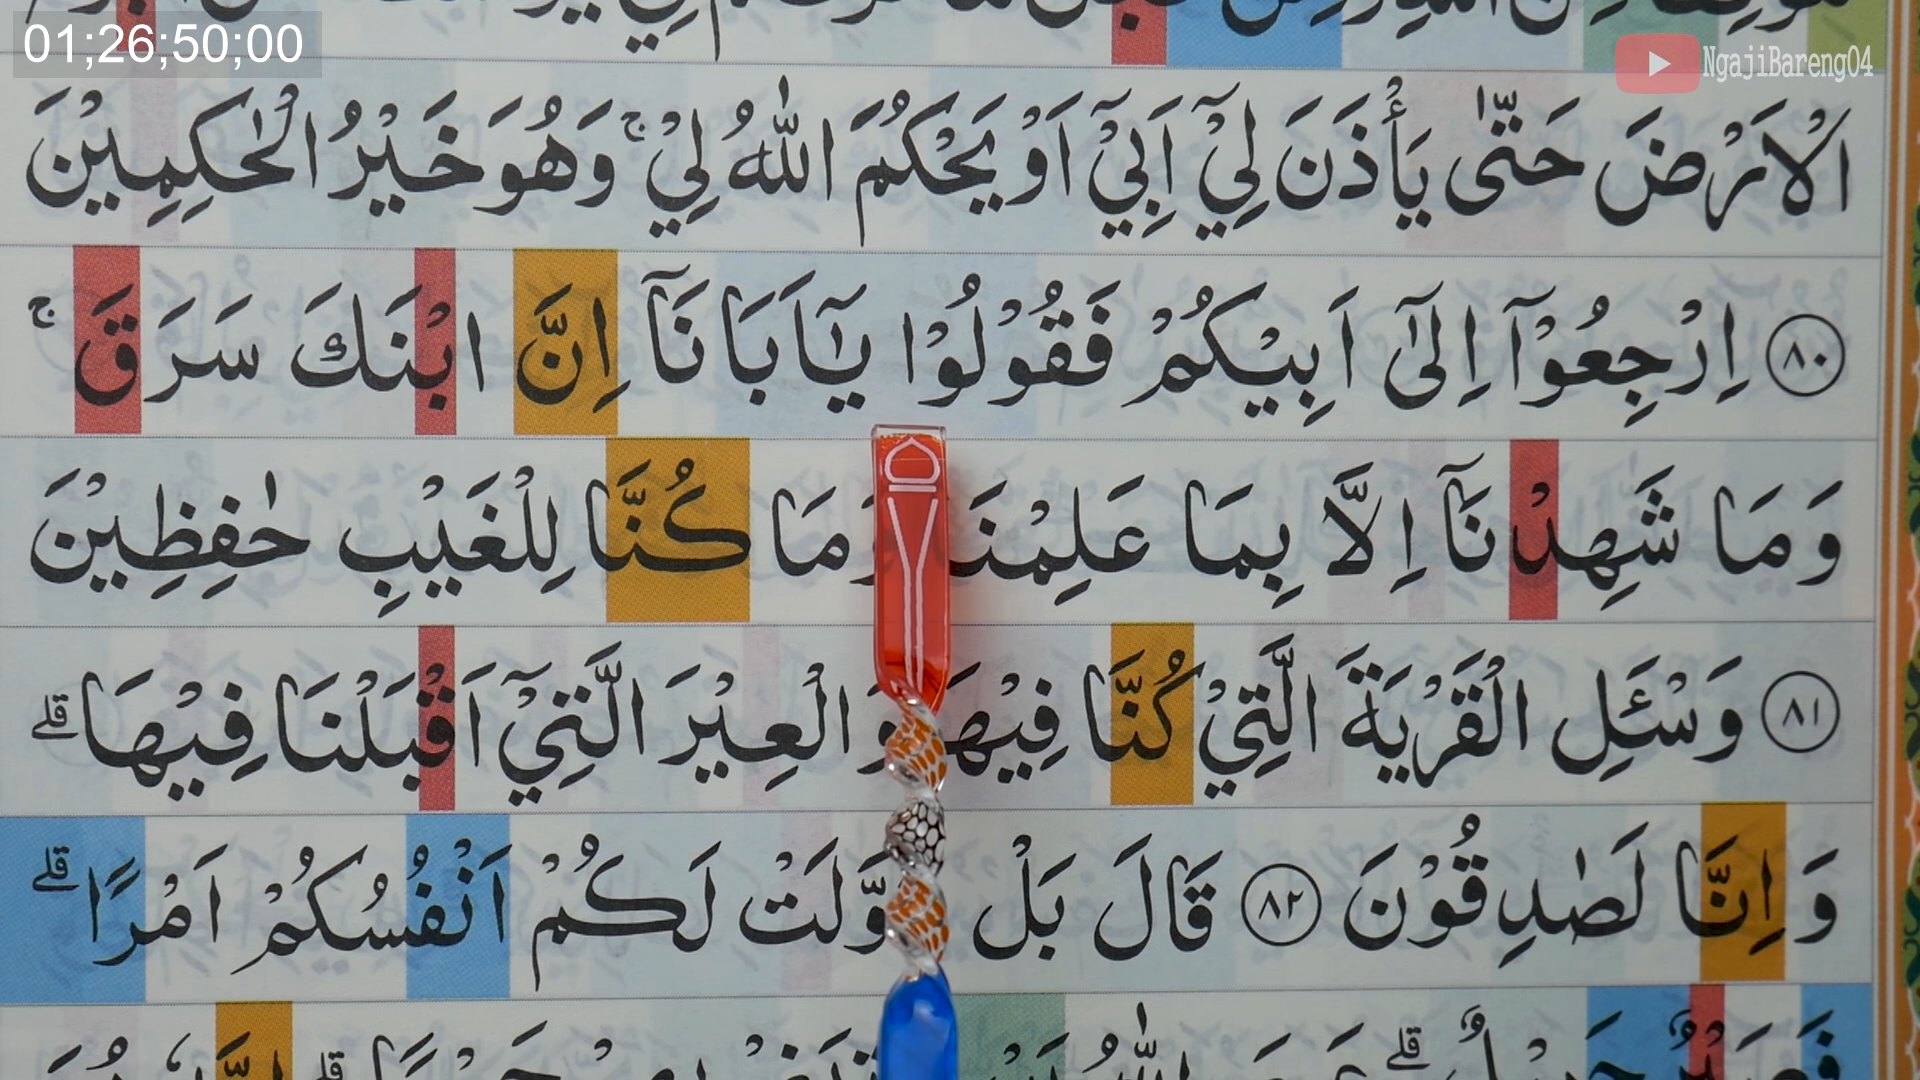 01;26;50;00
NgajiBareng04
الْاَرْضَ حَتّٰى يَأْذَنَ لِيْٓ اَبِيْٓ اَوْ يَحْكُمَ اللّٰهُ لِيْۚ وَهُوَ خَيْرُ الْحٰكِمِيْنَ
٨٠ اِرْجِعُوْٓا اِلٰٓى اَبِيْكُمْ فَقُوْلُوْا يٰٓاَبَانَآ اِنَّ ابْنَكَ سَرَقَۚ
وَمَا شَهِدْنَآ اِلَّا بِمَا عَلِمْنَا وَمَا كُنَّا لِلْغَيْبِ حٰفِظِيْنَ
٨١ وَسْـَٔلِ الْقَرْيَةَ الَّتِيْ كُنَّا فِيْهَا وَالْعِيْرَ الَّتِيْٓ اَقْبَلْنَا فِيْهَاۗ
وَاِنَّا لَصٰدِقُوْنَ ٨٢ قَالَ بَلْ سَوَّلَتْ لَكُمْ اَنْفُسُكُمْ اَمْرًاۗ